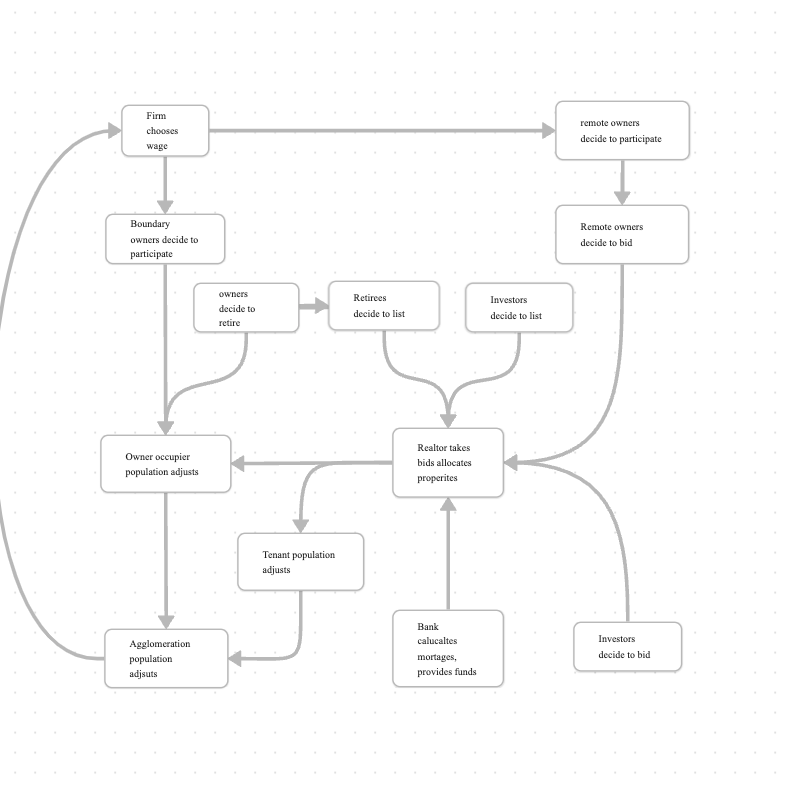 Firm
chooses
wage
remote owners
decide to participate
Boundary
owners decide to
participate
Remote owners
decide to bid
owners
decide to
retire
Retirees
decide to list
Investors
decide to list
Owner occupier
population adjusts
Realtor takes
bids allocates
properites
Tenant population
adjusts
Agglomeration
population
adjsuts
Bank
calucaltes
mortages,
provides funds
Investors
decide to bid